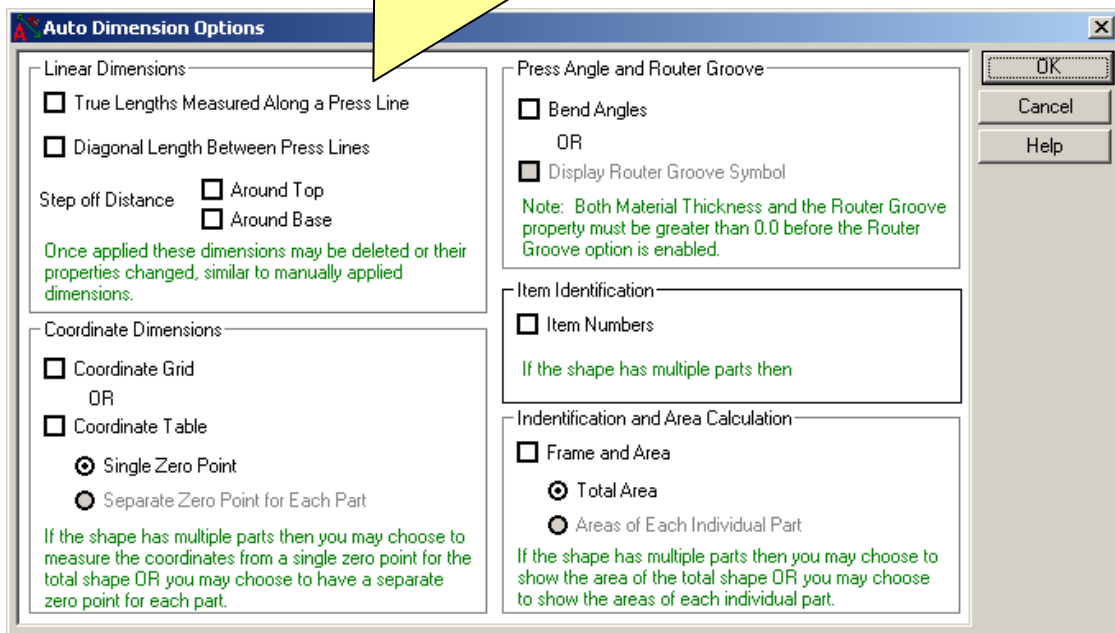 Auto Dimension Options
Linear Dimensions
True Lengths Measured Along a Press Line
Diagonal Length Between Press Lines
Step off Distance
Around Top
Around Base
Once applied these dimensions may be deleted or their
properties changed, similar to manually applied
dimensions.
Coordinate Dimensions
Coordinate Grid
OR
Coordinate Table
Single Zero Point
Separate Zero Point for Each Part
If the shape has multiple parts then you may choose to
measure the coordinates from a single zero point for the
total shape OR you may choose to have a separate
zero point for each part.
Press Angle and Router Groove
Bend Angles
OR
Display Router Groove Symbol
Note: Both Material Thickness and the Router Groove
property must be greater than 0.0 before the Router
Groove option is enabled.
Item Identification
Item Numbers
If the shape has multiple parts then
Indentification and Area Calculation
Frame and Area
Total Area
Areas of Each Individual Part
If the shape has multiple parts then you may choose to
show the area of the total shape OR you may choose
to show the areas of each individual part.
OK
Cancel
Help